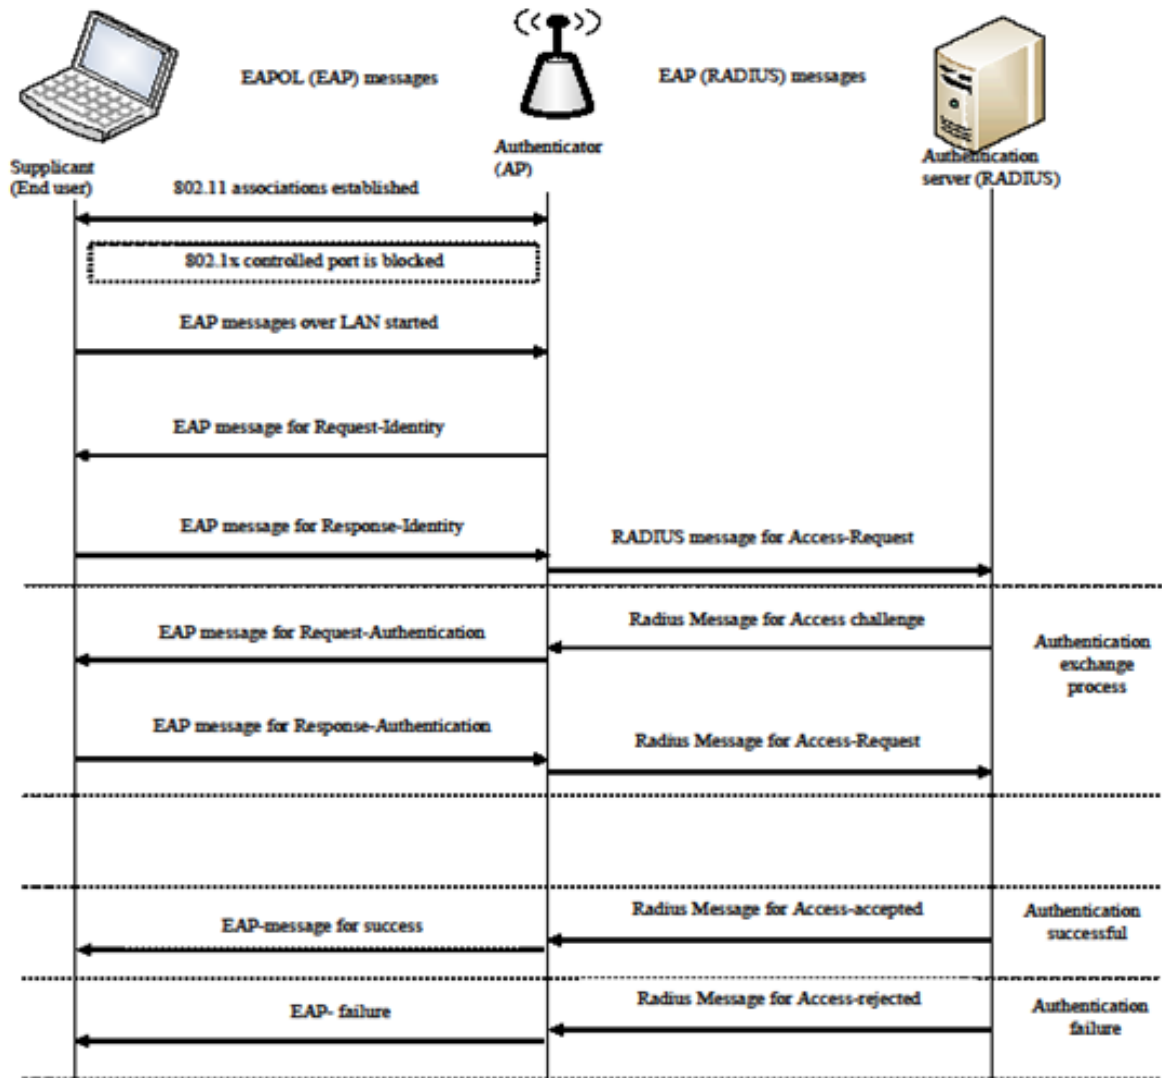 EAPOL (EAP) messages
EAP (RADIUS) messages
Authenticator
(AP)
Authentication
server (RADIUS)
Supplicant
(End user)
802.11 associations established
802.1x controlled port is blocked
EAP messages over LAN started
EAP message for Request-Identity
EAP message for Response-Identity
RADIUS message for Access-Request
EAP message for Request-Authentication
Radius Message for Access challenge
Authentication
exchange
process
EAP message for Response-Authentication
Radius Message for Access-Request
EAP-message for success
Radius Message for Access-accepted
Authentication
successful
EAP- failure
Radius Message for Access-rejected
Authentication
failure